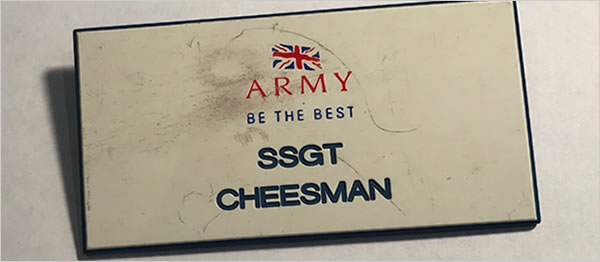 ARMY
BE THE BEST
SSGT
CHEESMAN